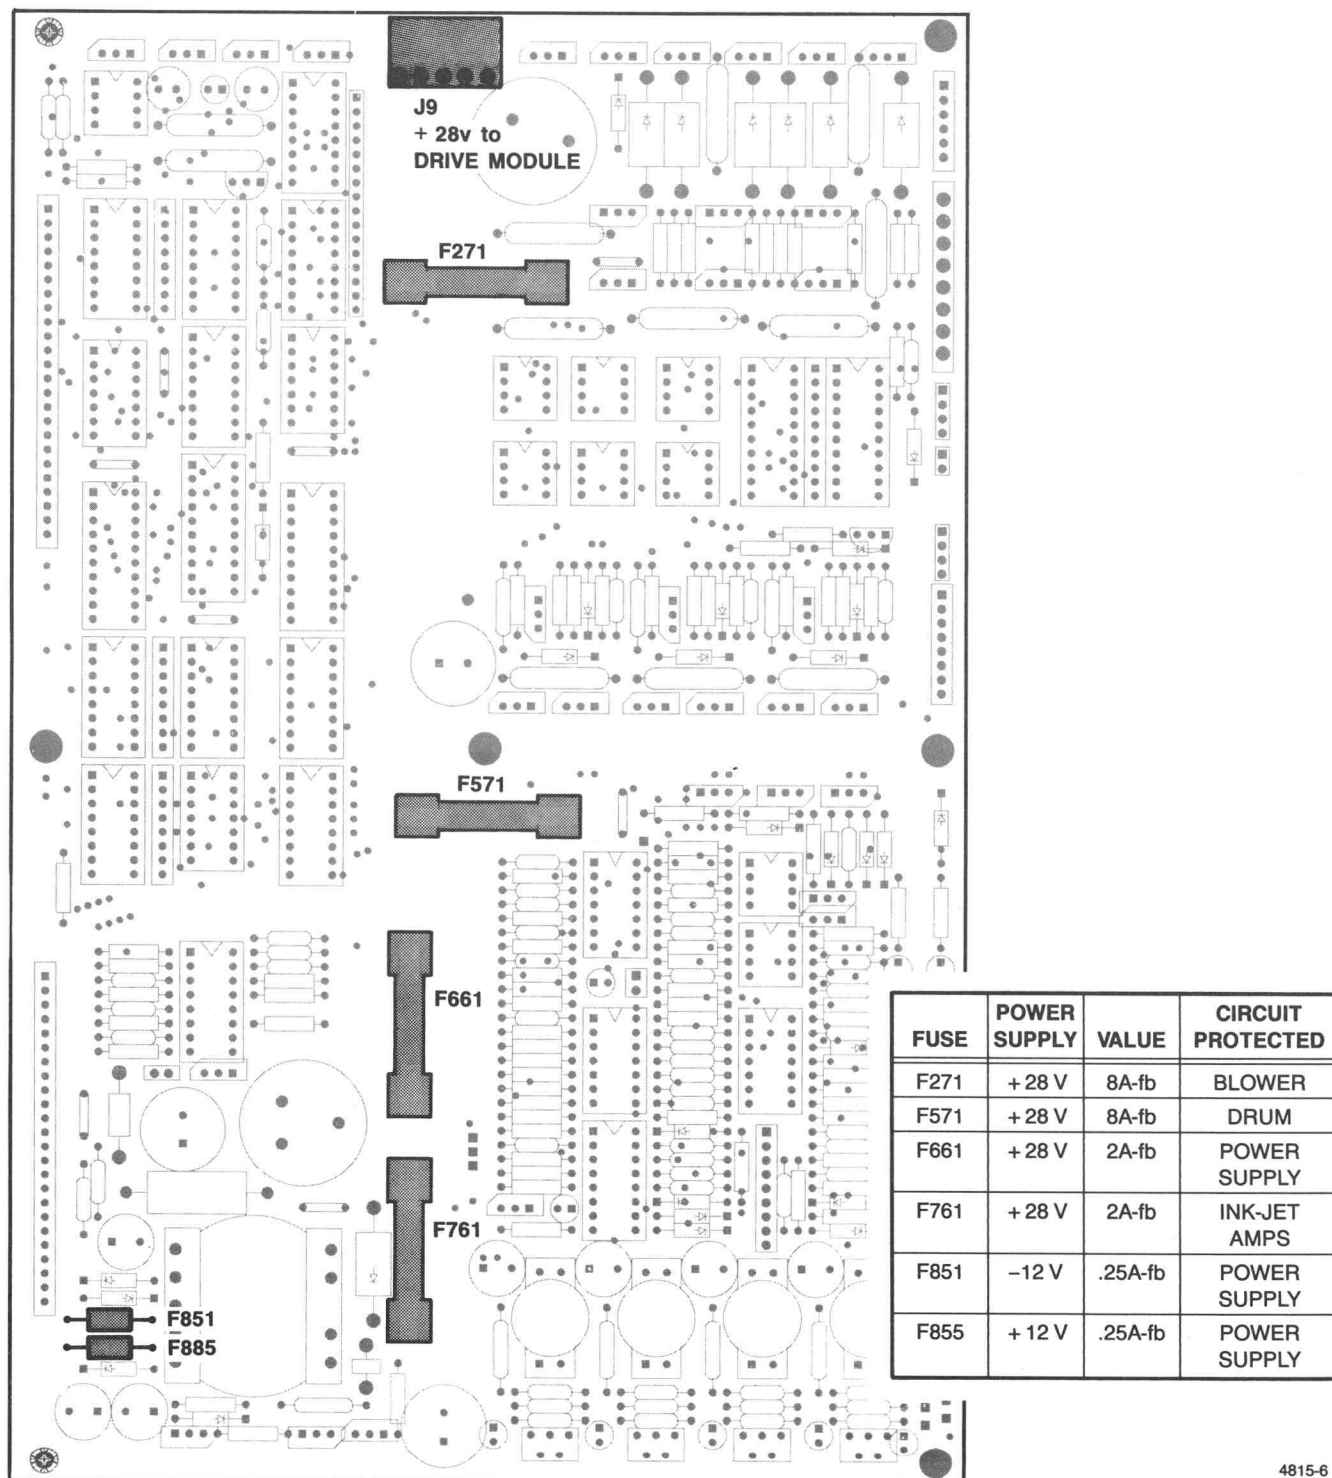 J9
+ 28v to
DRIVE MODULE
F271
F571
F661
F761
F851
F885
FUSE POWER SUPPLY VALUE CIRCUIT PROTECTED
F271 + 28 V 8A-fb BLOWER
F571 + 28 V 8A-fb DRUM
F661 + 28 V 2A-fb POWER SUPPLY
F761 + 28 V 2A-fb INK-JET AMPS
F851 –12 V .25A-fb POWER SUPPLY
F855 + 12 V .25A-fb POWER SUPPLY
4815-6